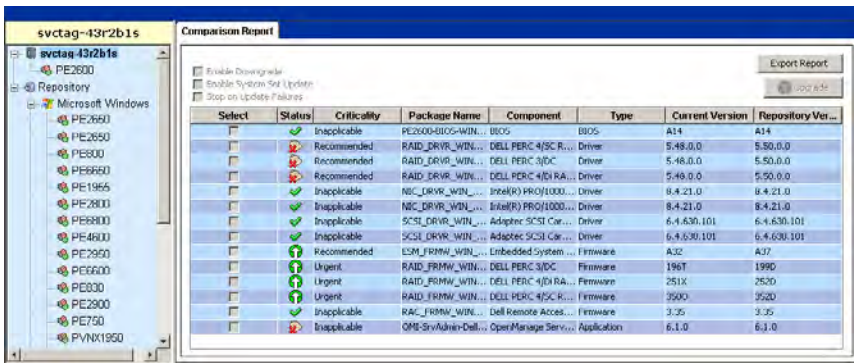 svctag-43r2b1s
svctag-43r2b1s
PE2600
Repository
Microsoft Windows
PE2650
PE2650
PE800
PE6650
PE1955
PE2800
PE6800
PE4600
PE2950
PE6600
PE830
PE2900
PE750
PVNX1950
Comparison Report
Enable Downgrade
Enable System Set Update
Stop on Update Failures
Export Report
Upgrade
Select Status Criticality Package Name Component Type Current Version Repository Ver...
Inapplicable PE2600-BIOS-WIN... BIOS BIOS A14 A14
Recommended RAID_DRVR_WIN... DELL PERC 4/SC R... Driver 5.48.0.0 5.50.0.0
Recommended RAID_DRVR_WIN... DELL PERC 3/DC Driver 5.48.0.0 5.50.0.0
Recommended RAID_DRVR_WIN... DELL PERC 4/Di RA... Driver 5.48.0.0 5.50.0.0
Inapplicable NIC_DRVR_WIN_... Intel(R) PRO/1000... Driver 8.4.21.0 8.4.21.0
Inapplicable NIC_DRVR_WIN_... Intel(R) PRO/1000... Driver 8.4.21.0 8.4.21.0
Inapplicable SCSI_DRVR_WIN_... Adaptec SCSI Car... Driver 6.4.630.101 6.4.630.101
Inapplicable SCSI_DRVR_WIN_... Adaptec SCSI Car... Driver 6.4.630.101 6.4.630.101
Recommended ESM_FRMW_WIN... Embedded System ... Firmware A32 A37
Urgent RAID_FRMW_WIN... DELL PERC 3/DC Firmware 196T 199D
Urgent RAID_FRMW_WIN... DELL PERC 4/Di RA... Firmware 251X 252D
Urgent RAID_FRMW_WIN... DELL PERC 4/SC R... Firmware 350O 352D
Inapplicable RAC_FRMW_WIN... Dell Remote Acces... Firmware 3.35 3.35
Inapplicable OMI-SrvAdmin-Dell... OpenManage Serv... Application 6.1.0 6.1.0